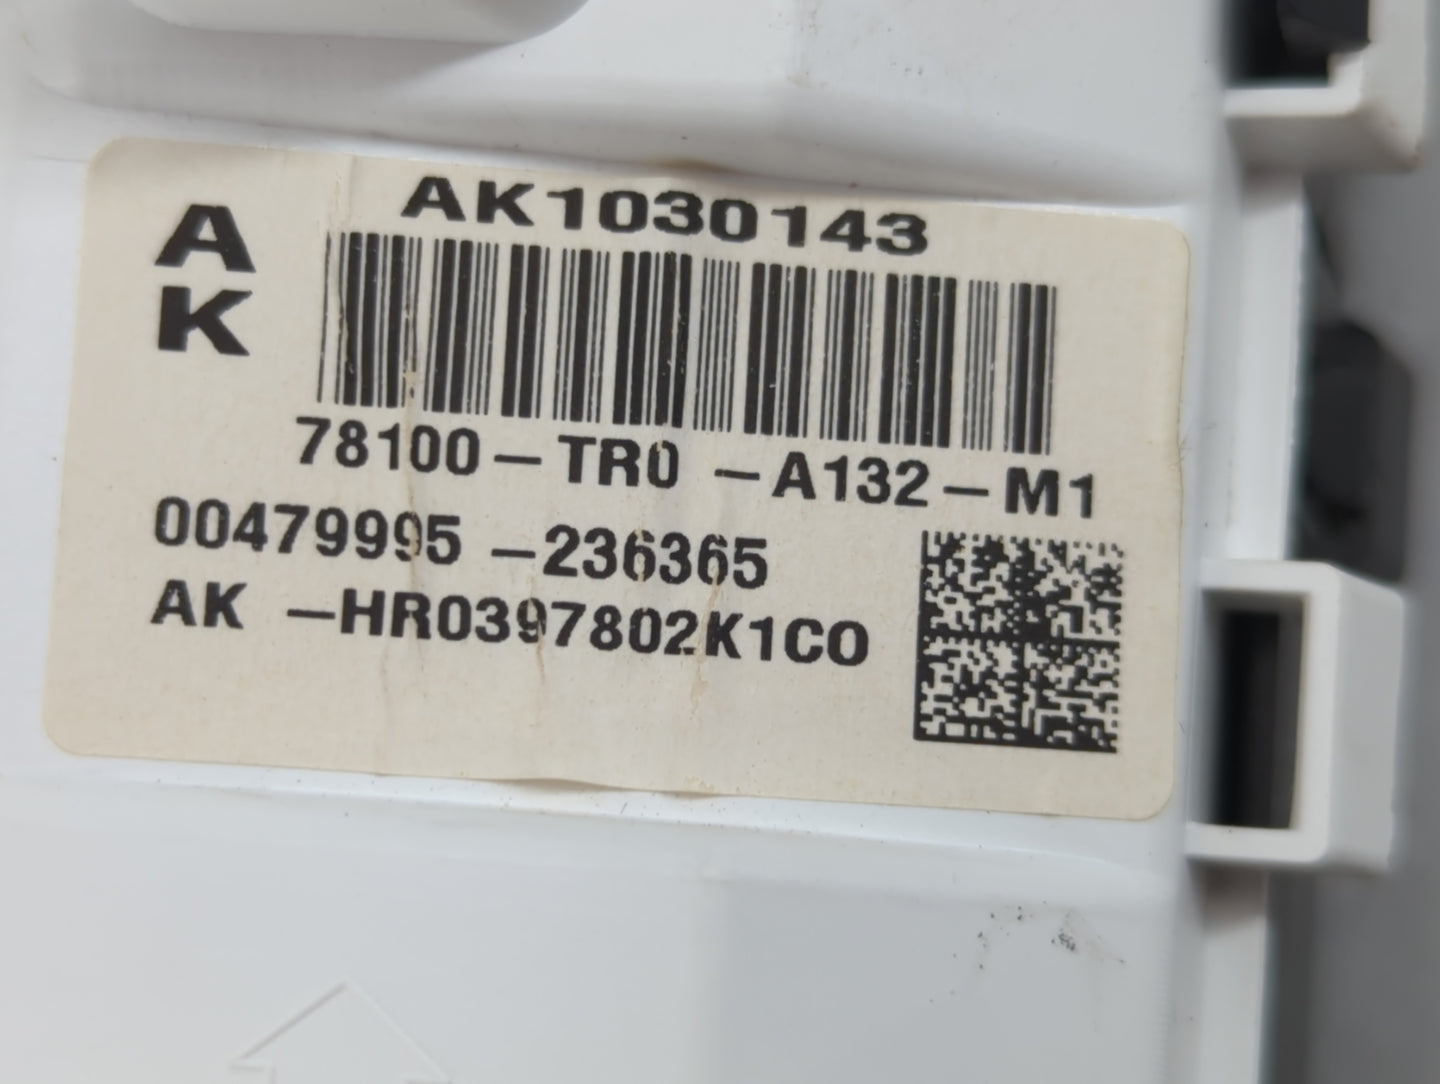 AK1030143
A
K
78100-TR0 -A132-M1
00479995 -236365
AK -HR0397802K1C0